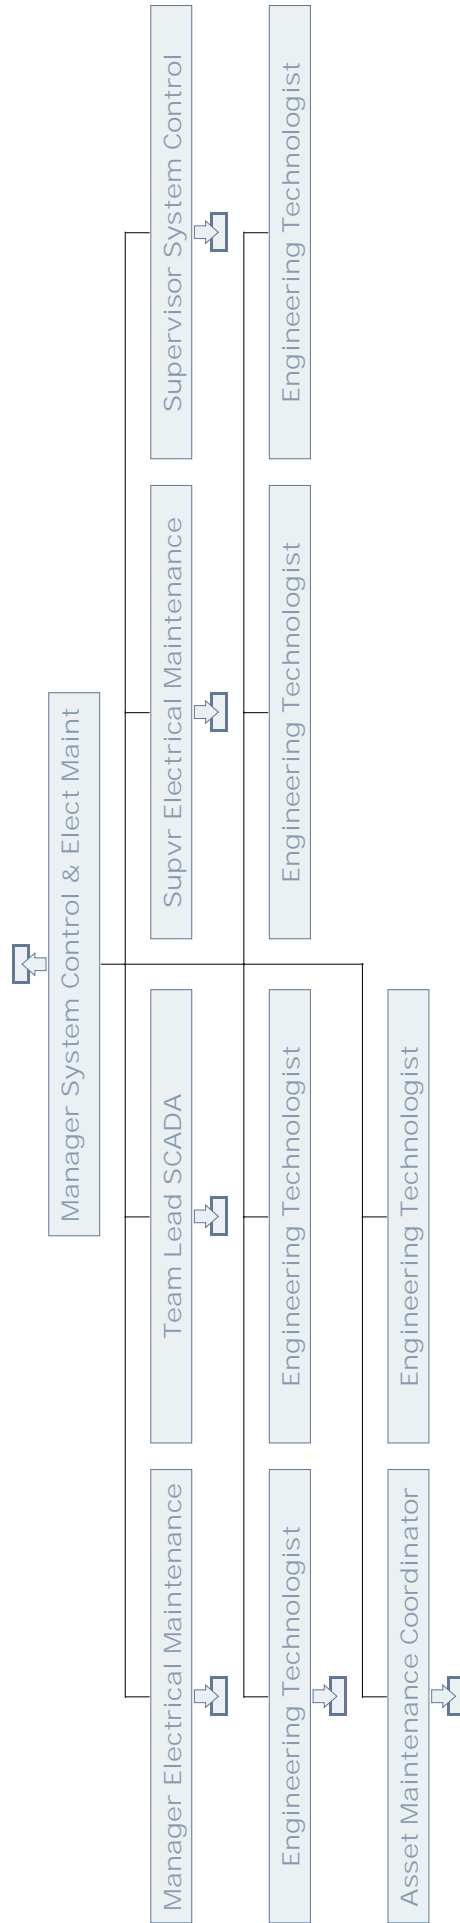 Manager System Control & Elect Maint
Manager Electrical Maintenance
Team Lead SCADA
Supvr Electrical Maintenance
Supervisor System Control
Engineering Technologist
Engineering Technologist
Engineering Technologist
Engineering Technologist
Asset Maintenance Coordinator
Engineering Technologist